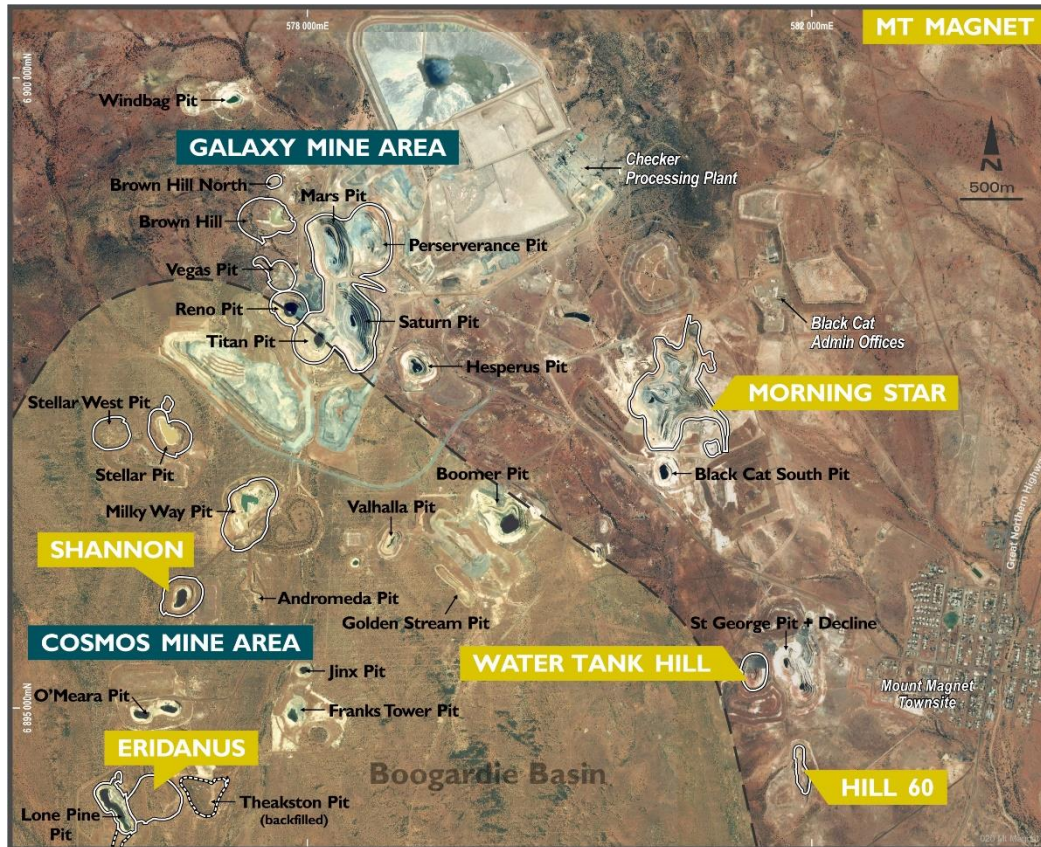 578 000mE
582 000mE
MT MAGNET
6 900 000mN
Windbag Pit
GALAXY MINE AREA
Checker
Processing Plant
N
500m
Brown Hill North
Mars Pit
Brown Hill
Perserverance Pit
Vegas Pit
Reno Pit
Saturn Pit
Titan Pit
Black Cat
Admin Offices
Hesperus Pit
MORNING STAR
Stellar West Pit
Stellar Pit
Boomer Pit
Black Cat South Pit
Milky Way Pit
Valhalla Pit
Great Northern Highway
SHANNON
Andromeda Pit
Golden Stream Pit
St George Pit + Decline
COSMOS MINE AREA
WATER TANK HILL
Jinx Pit
Mount Magnet
Townsite
O'Meara Pit
Franks Tower Pit
6 895 000mN
ERIDANUS
Boogardie Basin
HILL 60
Theakston Pit
(backfilled)
Lone Pine
Pit